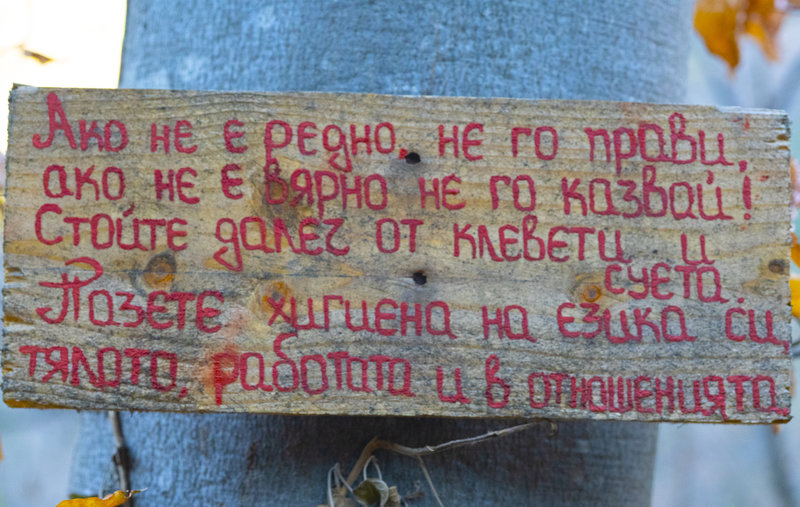 Ако не е редно, не го прави,
ако не е вярно не го казвай!
Стойте далеч от клевети и
суета.
Пазете хигиена на езика си,
тялото, работата и в отношенията